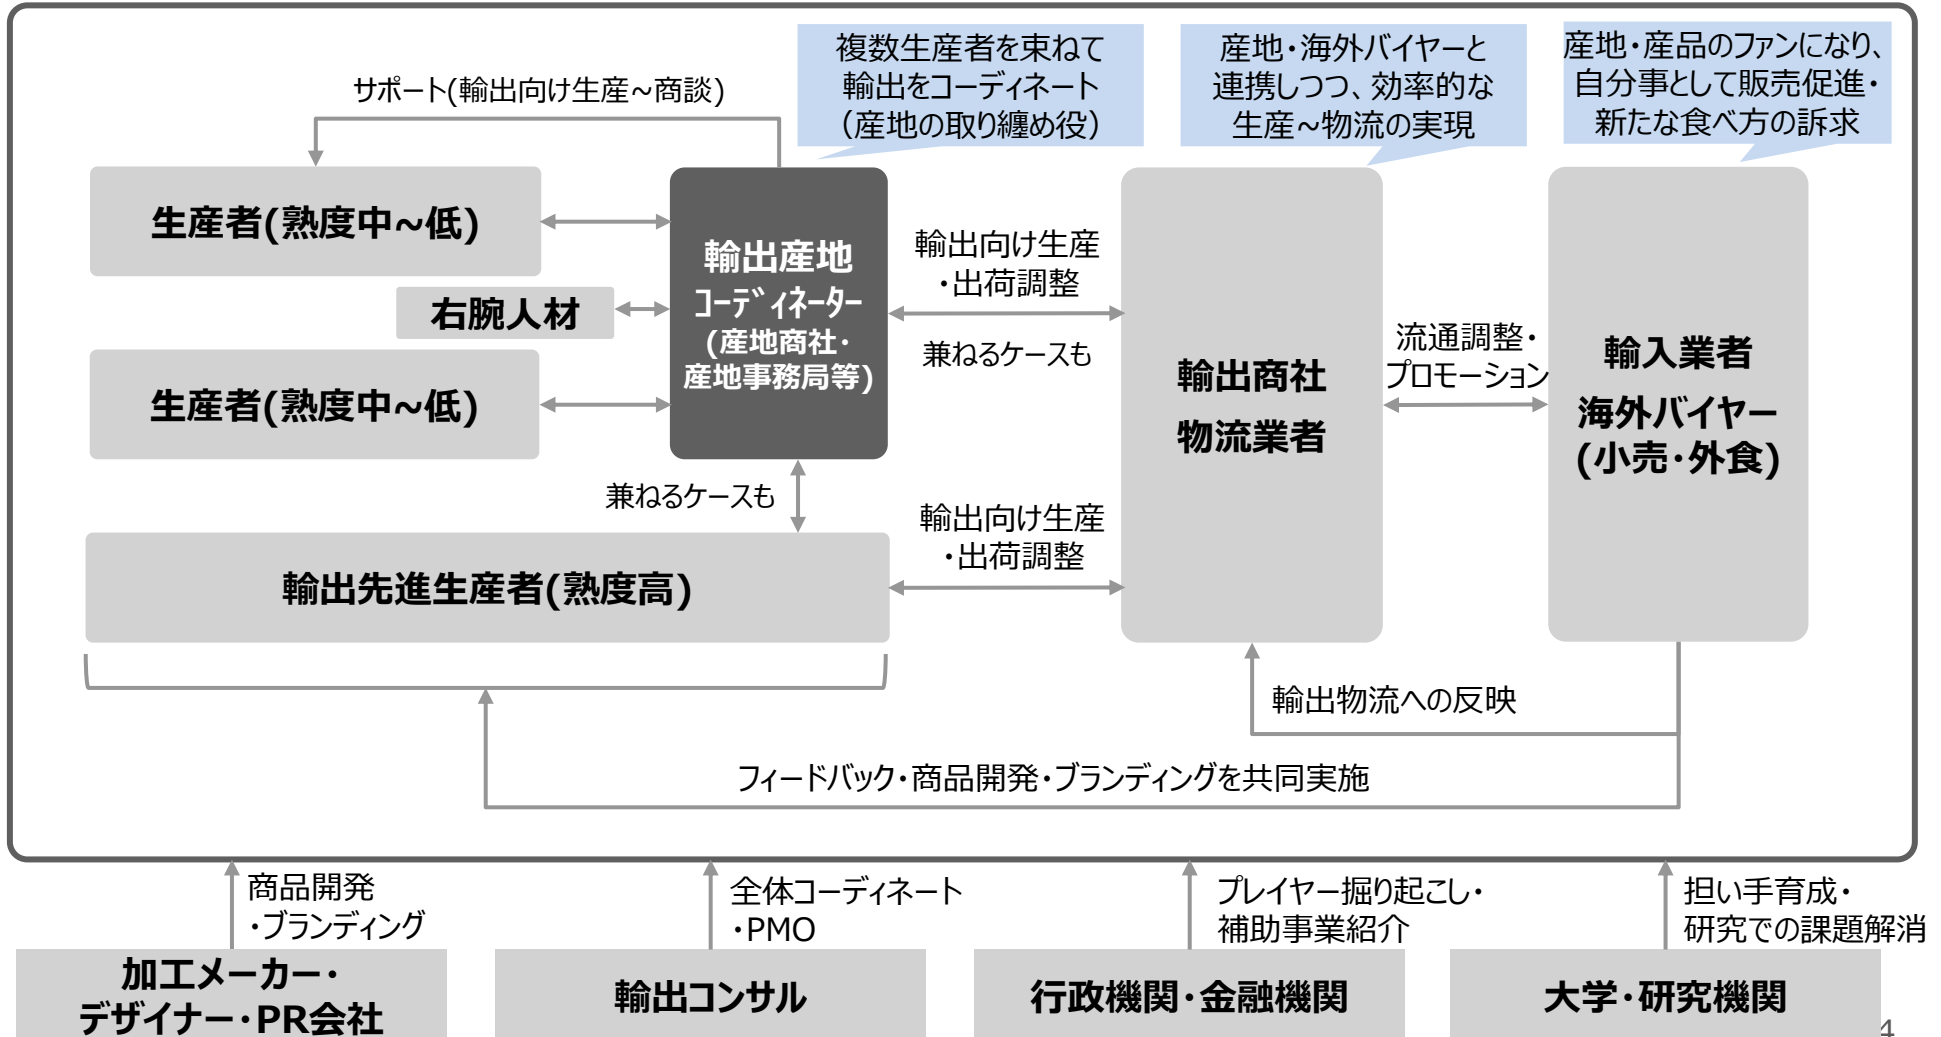 複数生産者を束ねて
輸出をコーディネート
（産地の取り纏め役）
産地・海外バイヤーと
連携しつつ、効率的な
生産~物流の実現
産地・産品のファンになり、
自分事として販売促進・
新たな食べ方の訴求
サポート(輸出向け生産~商談)
生産者(熟度中~低)
右腕人材
生産者(熟度中~低)
輸出産地
コーディネーター
(産地商社・
産地事務局等)
輸出向け生産
・出荷調整
兼ねるケースも
輸出商社
物流業者
流通調整・
プロモーション
輸入業者
海外バイヤー
(小売・外食)
兼ねるケースも
輸出先進生産者(熟度高)
輸出向け生産
・出荷調整
輸出物流への反映
フィードバック・商品開発・ブランディングを共同実施
商品開発
・ブランディング
全体コーディネート
・PMO
プレイヤー掘り起こし・
補助事業紹介
担い手育成・
研究での課題解消
加工メーカー・
デザイナー・PR会社
輸出コンサル
行政機関・金融機関
大学・研究機関
4